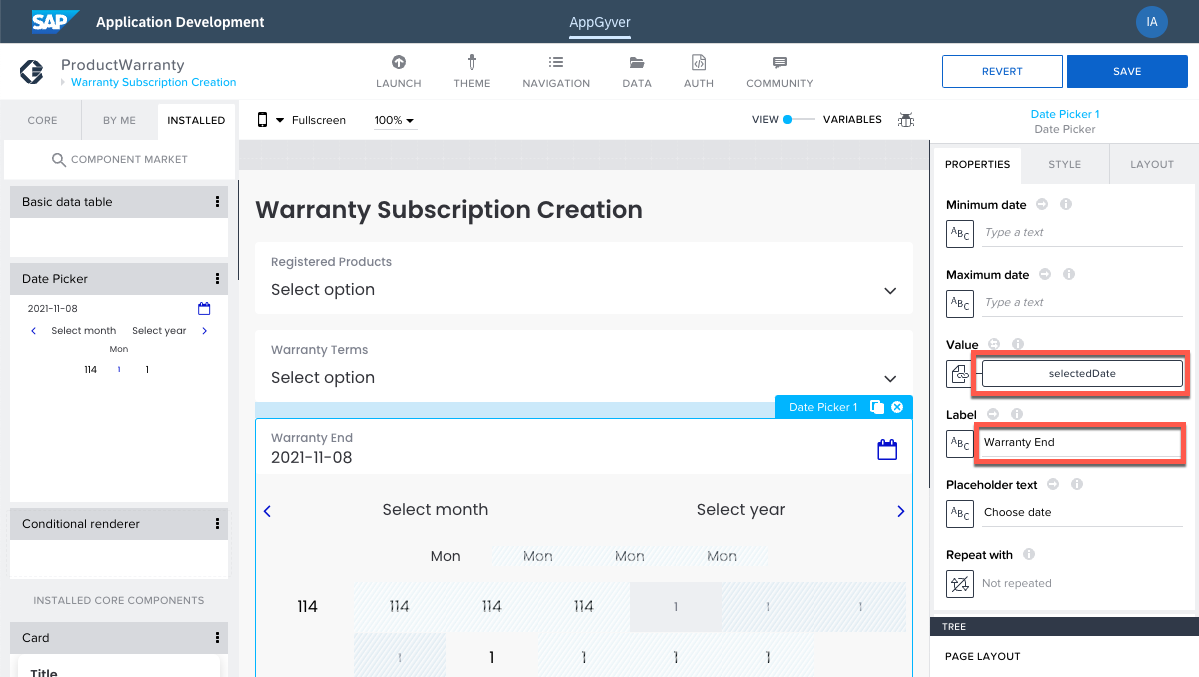 SAP Application Development
AppGyver
IA
ProductWarranty
Warranty Subscription Creation
LAUNCH
THEME
NAVIGATION
DATA
AUTH
COMMUNITY
REVERT
SAVE
CORE
BY ME
INSTALLED
COMPONENT MARKET
Basic data table
Date Picker
2021-11-08
Select month Select year
Mon
114 1 1
Conditional renderer
INSTALLED CORE COMPONENTS
Card
Title
Fullscreen
100%
VIEW
VARIABLES
Warranty Subscription Creation
Registered Products
Select option
Warranty Terms
Select option
Date Picker 1
Warranty End
2021-11-08
Select month Select year
Mon Mon Mon Mon
114 114 114 114 1 1 1
1 1 1 1 1
Date Picker 1
Date Picker
PROPERTIES
STYLE
LAYOUT
Minimum date
ABC Type a text
Maximum date
ABC Type a text
Value
selectedDate
Label
ABC Warranty End
Placeholder text
ABC Choose date
Repeat with
Not repeated
TREE
PAGE LAYOUT